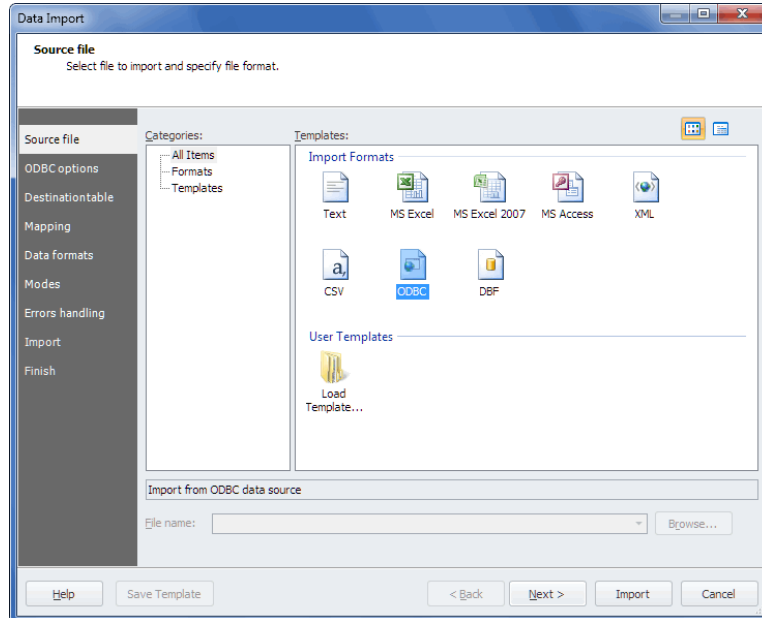 Data Import
Source file
Select file to import and specify file format.
Source file
ODBC options
Destinationtable
Mapping
Data formats
Modes
Errors handling
Import
Finish
Categories:
All Items
Formats
Templates
Templates:
Import Formats
Text MS Excel MS Excel 2007 MS Access XML
CSV ODBC DBF
User Templates
Load
Template...
Import from ODBC data source
File name:
Browse...
Help Save Template < Back Next > Import Cancel